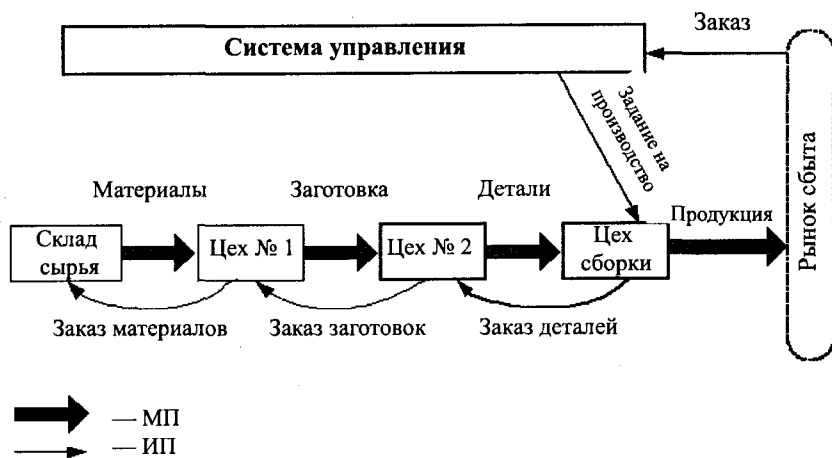 Заказ
Система управления
Задание на
производство
Рынок сбыта
Материалы
Заготовка
Детали
Продукция
Склад
сырья
Цех № 1
Цех № 2
Цех
сборки
Заказ материалов
Заказ заготовок
Заказ деталей
— МП
— ИП